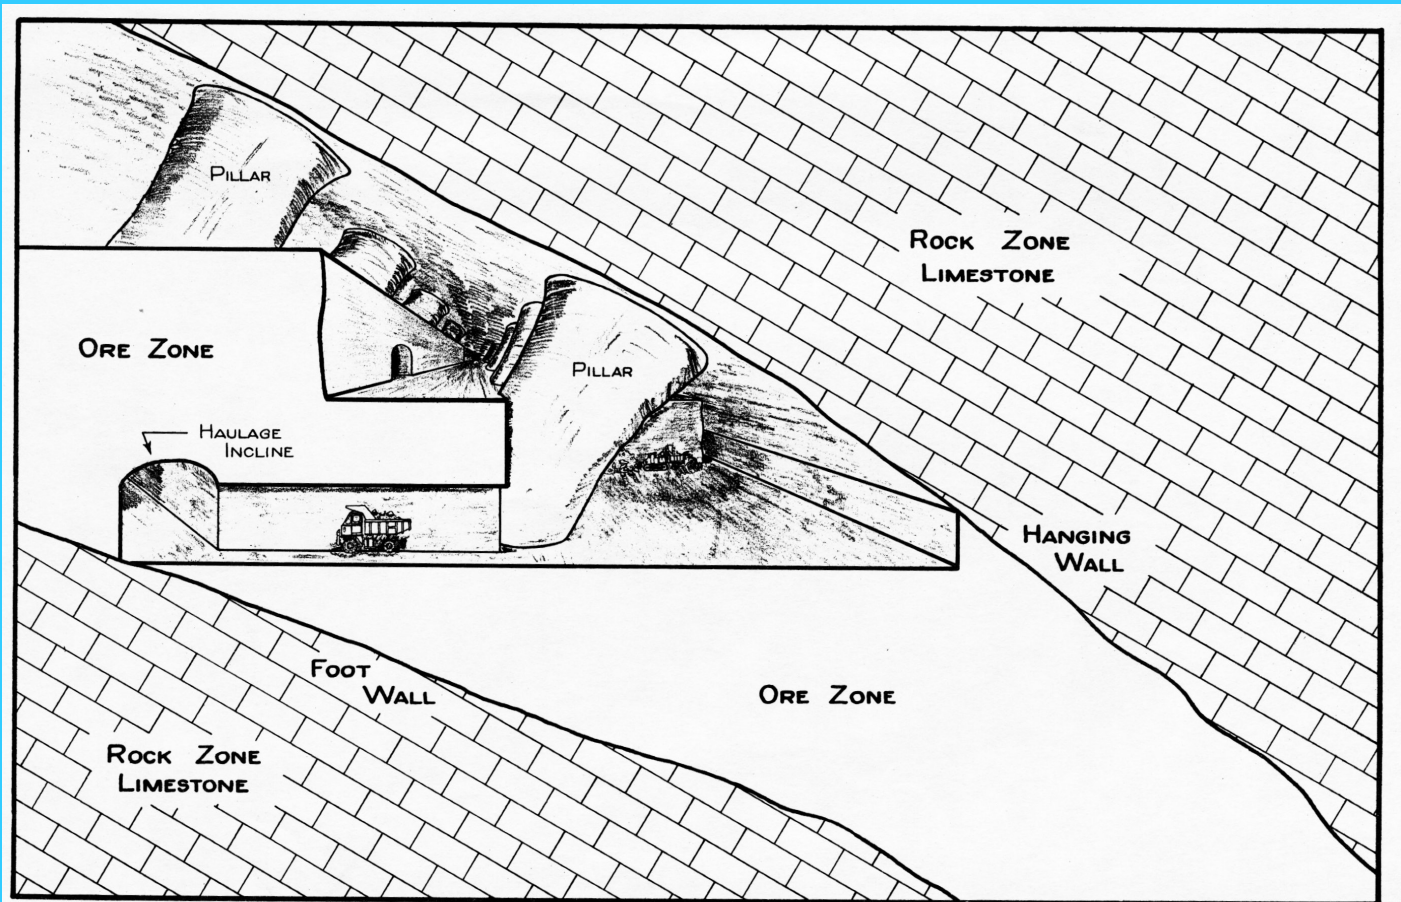 PILLAR
ROCK ZONE
LIMESTONE
ORE ZONE
PILLAR
HAULAGE
INCLINE
HANGING
WALL
FOOT
WALL
ORE ZONE
ROCK ZONE
LIMESTONE